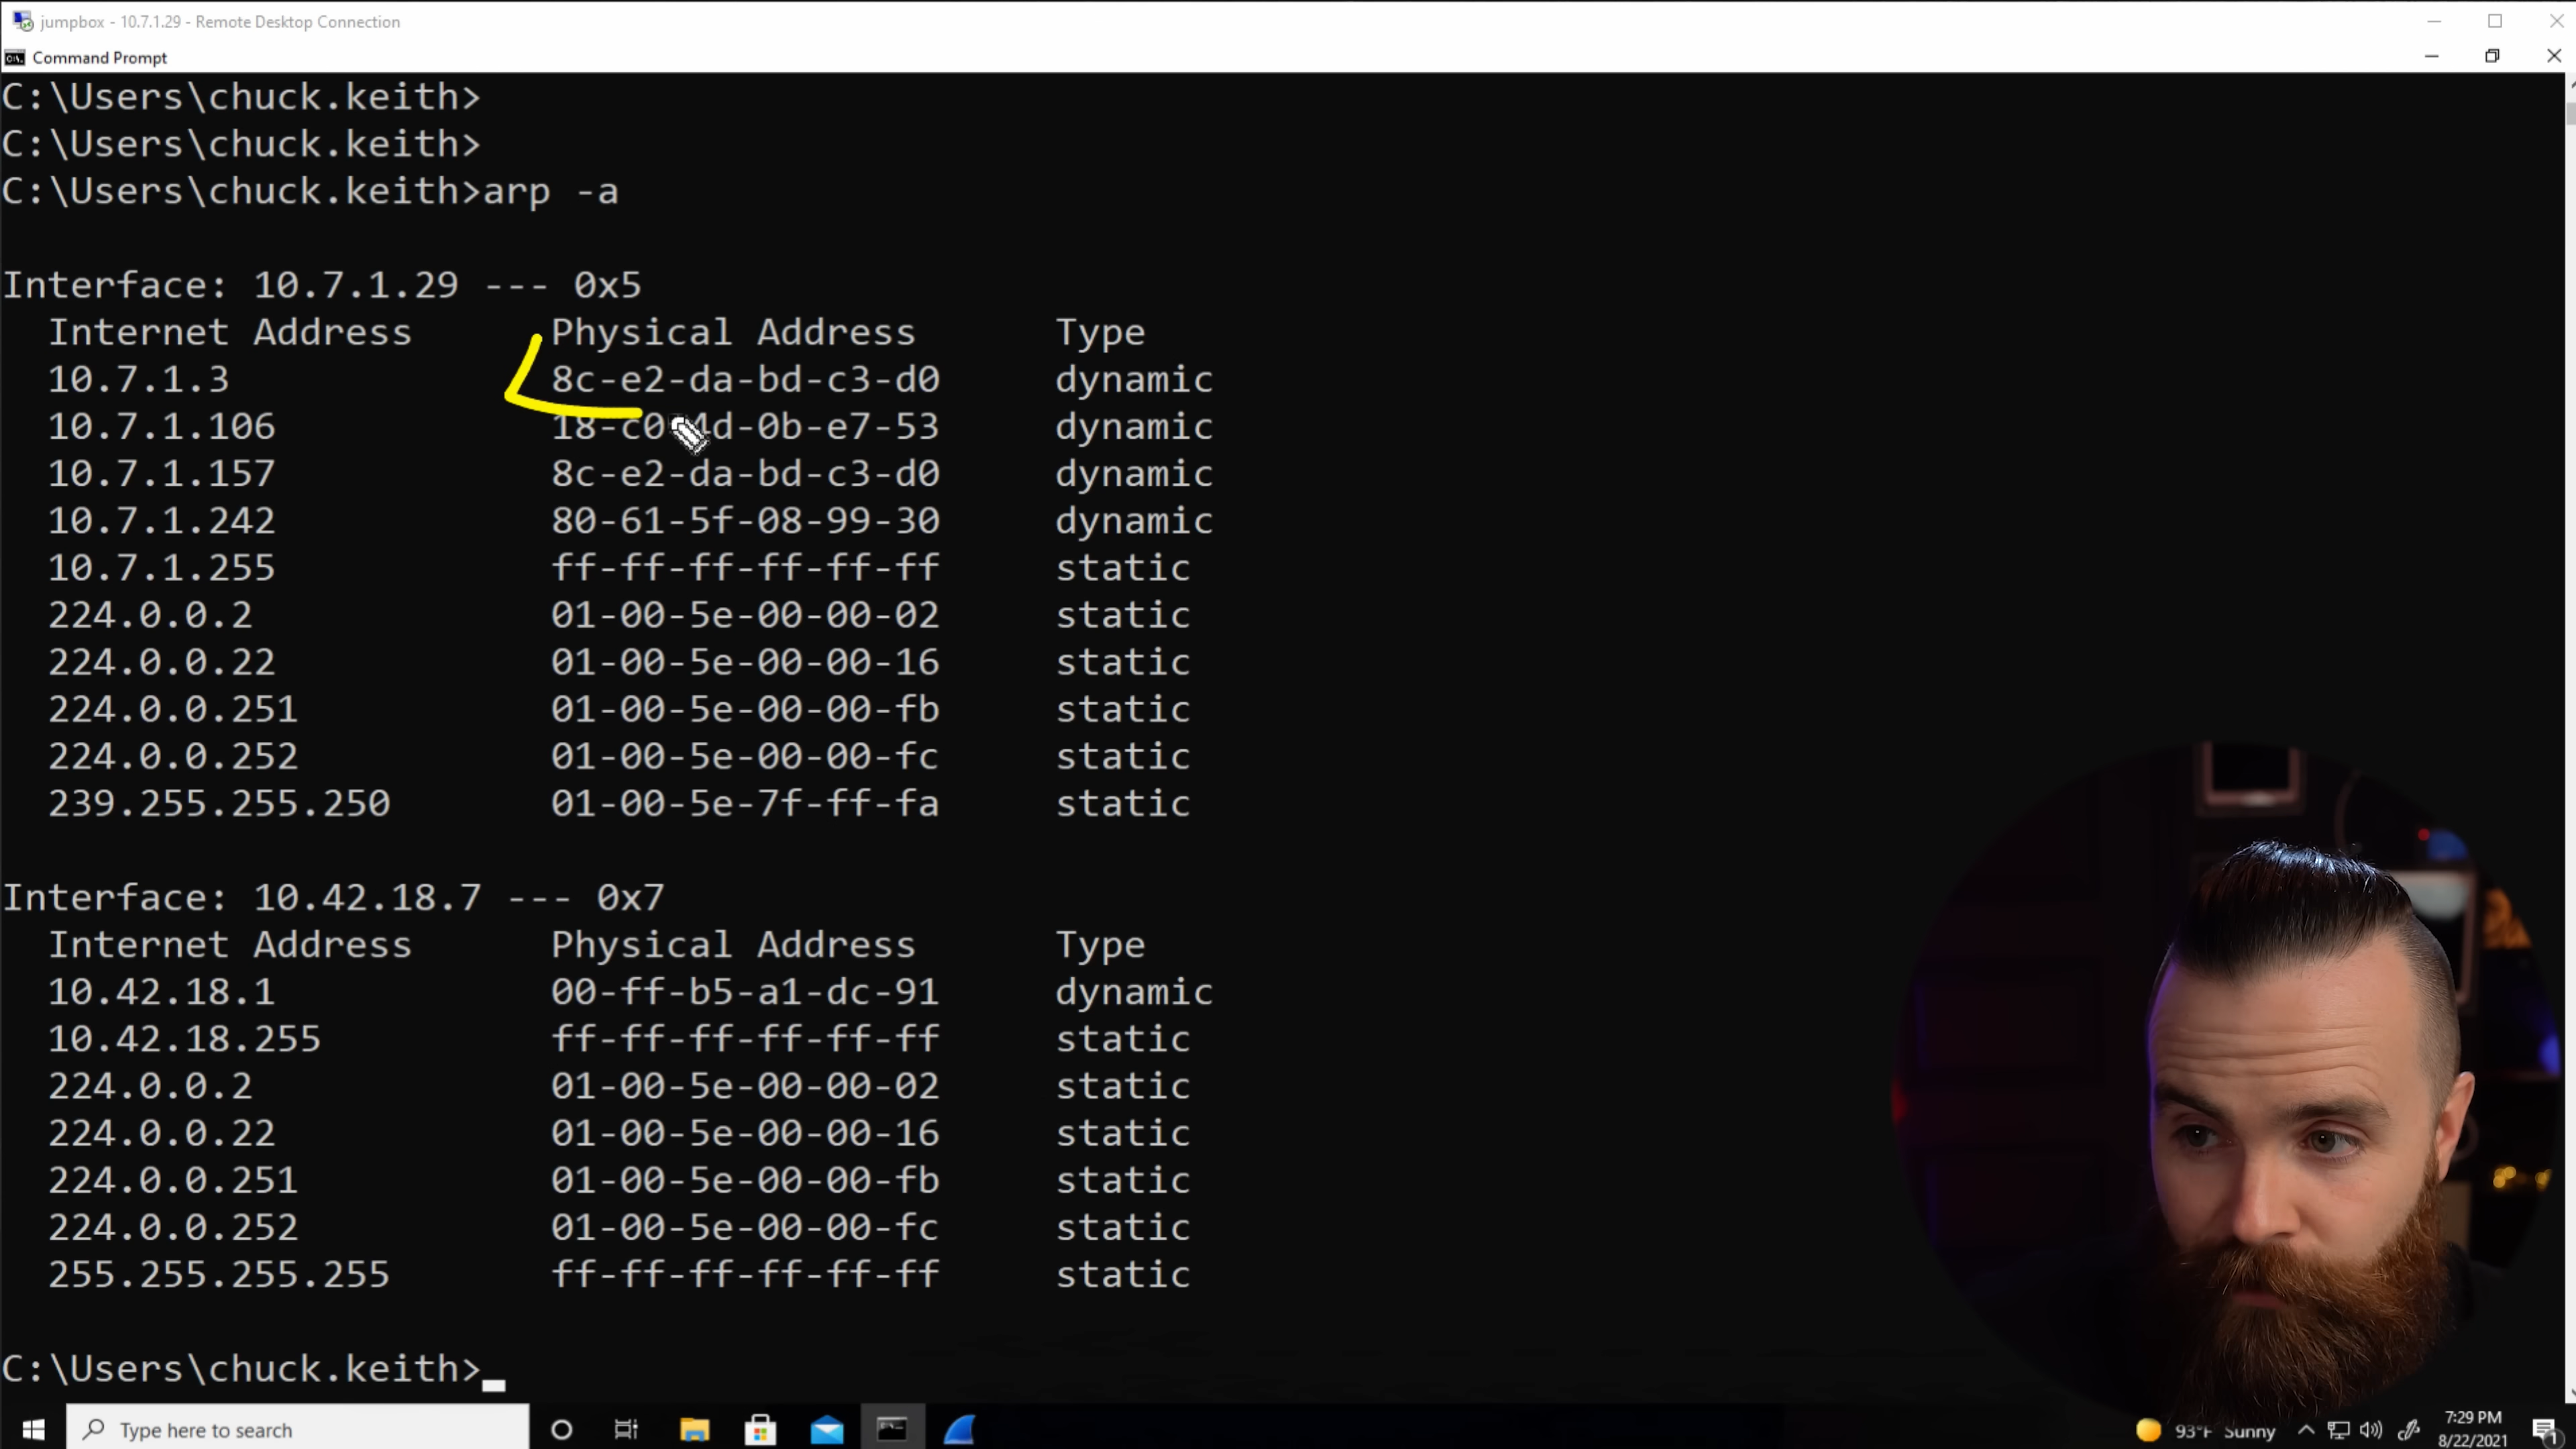 jumpbox - 10.7.1.29 - Remote Desktop Connection
Command Prompt
C:\Users\chuck.keith>
C:\Users\chuck.keith>
C:\Users\chuck.keith>arp -a
Interface: 10.7.1.29 --- 0x5
Internet Address Physical Address Type
10.7.1.3 8c-e2-da-bd-c3-d0 dynamic
10.7.1.106 18-c0-4d-0b-e7-53 dynamic
10.7.1.157 8c-e2-da-bd-c3-d0 dynamic
10.7.1.242 80-61-5f-08-99-30 dynamic
10.7.1.255 ff-ff-ff-ff-ff-ff static
224.0.0.2 01-00-5e-00-00-02 static
224.0.0.22 01-00-5e-00-00-16 static
224.0.0.251 01-00-5e-00-00-fb static
224.0.0.252 01-00-5e-00-00-fc static
239.255.255.250 01-00-5e-7f-ff-fa static
Interface: 10.42.18.7 --- 0x7
Internet Address Physical Address Type
10.42.18.1 00-ff-b5-a1-dc-91 dynamic
10.42.18.255 ff-ff-ff-ff-ff-ff static
224.0.0.2 01-00-5e-00-00-02 static
224.0.0.22 01-00-5e-00-00-16 static
224.0.0.251 01-00-5e-00-00-fb static
224.0.0.252 01-00-5e-00-00-fc static
255.255.255.255 ff-ff-ff-ff-ff-ff static
C:\Users\chuck.keith>
Type here to search
93°F Sunny
7:29 PM
8/22/2021
1